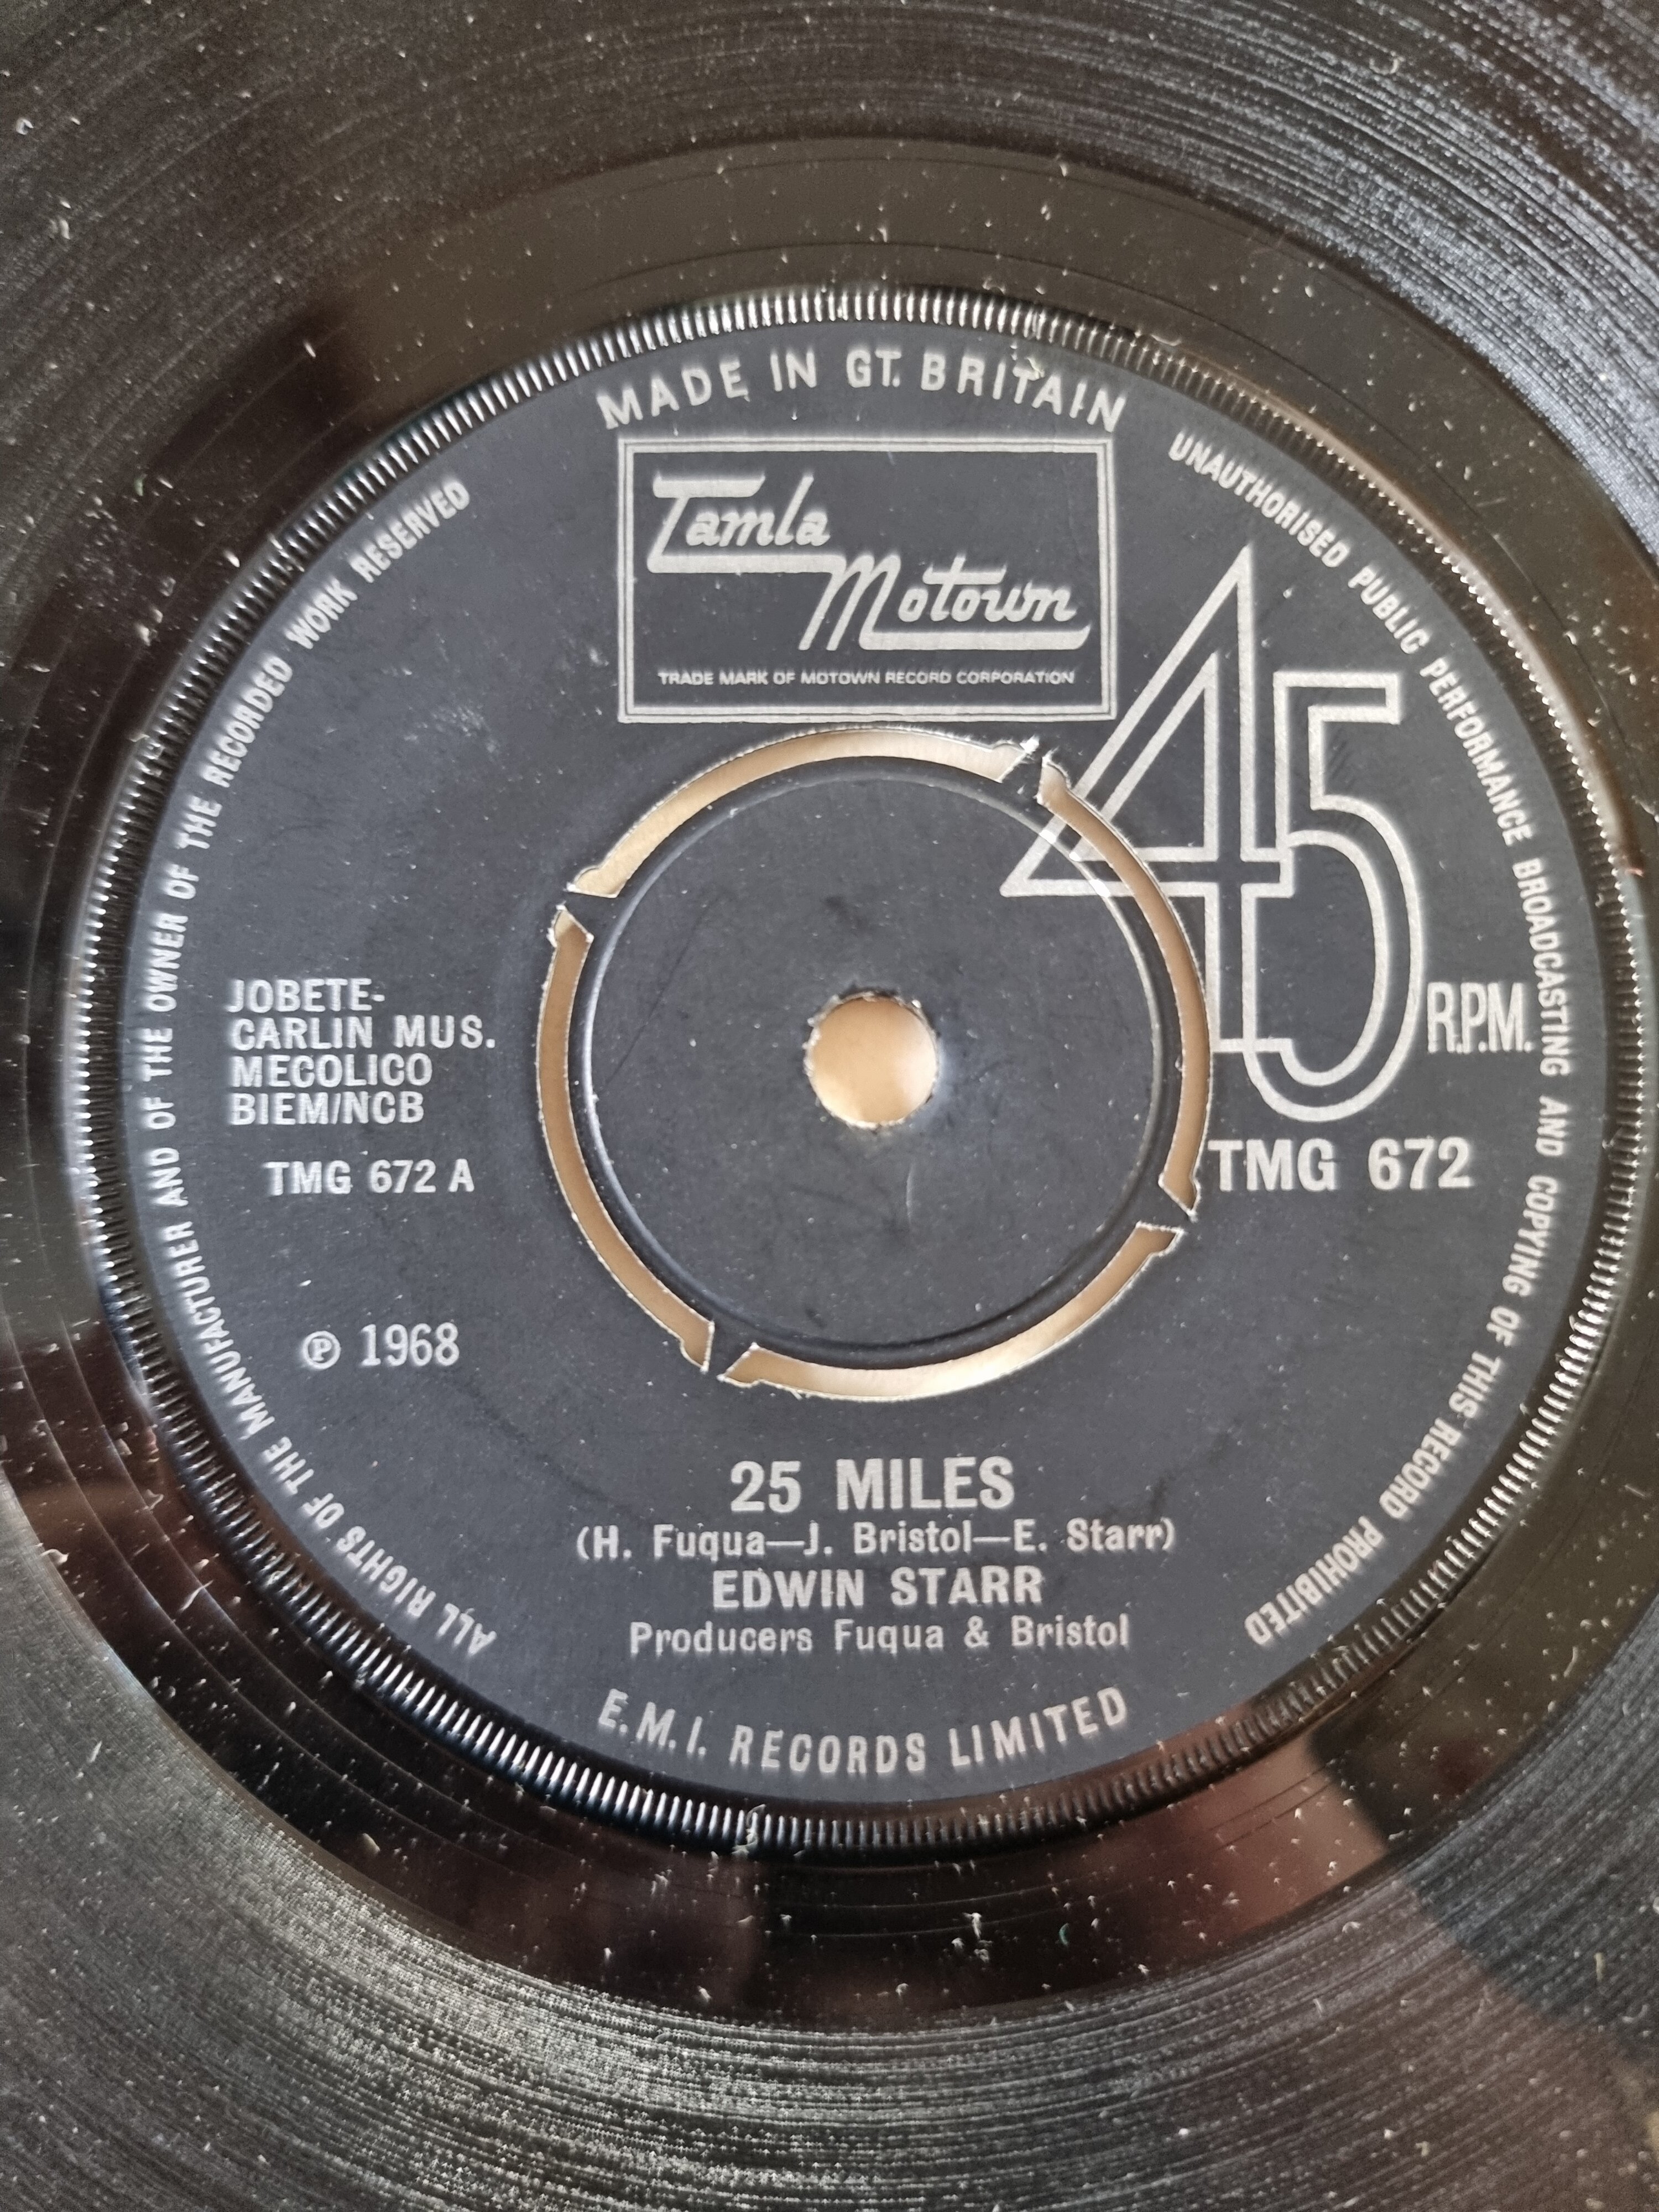 MADE IN GT. BRITAIN
Tamla
Motown
TRADE MARK OF MOTOWN RECORD CORPORATION
45
R.P.M.
JOBETE-
CARLIN MUS.
MECOLICO
BIEM/NCB
TMG 672 A
TMG 672
℗ 1968
25 MILES
(H. Fuqua—J. Bristol—E. Starr)
EDWIN STARR
Producers Fuqua & Bristol
E.M.I. RECORDS LIMITED
ALL RIGHTS OF THE MANUFACTURER AND OF THE OWNER OF THE RECORDED WORK RESERVED
UNAUTHORISED PUBLIC PERFORMANCE BROADCASTING AND COPYING OF THIS RECORD PROHIBITED